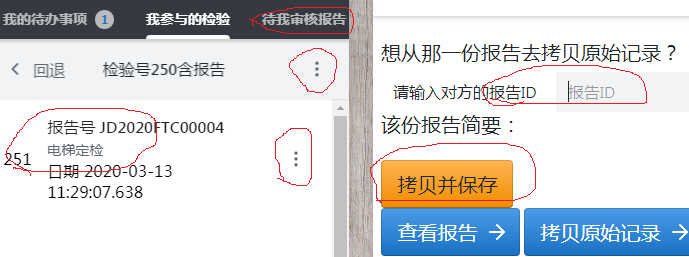 我的待办事项 1 我参与的检验 待我审核报告
回退 检验号250含报告
报告号 JD2020FTC00004
251 电梯定检
日期 2020-03-13
11:29:07.638
想从那一份报告去拷贝原始记录？
请输入对方的报告ID 报告ID
该份报告简要：
拷贝并保存
查看报告 → 拷贝原始记录 →